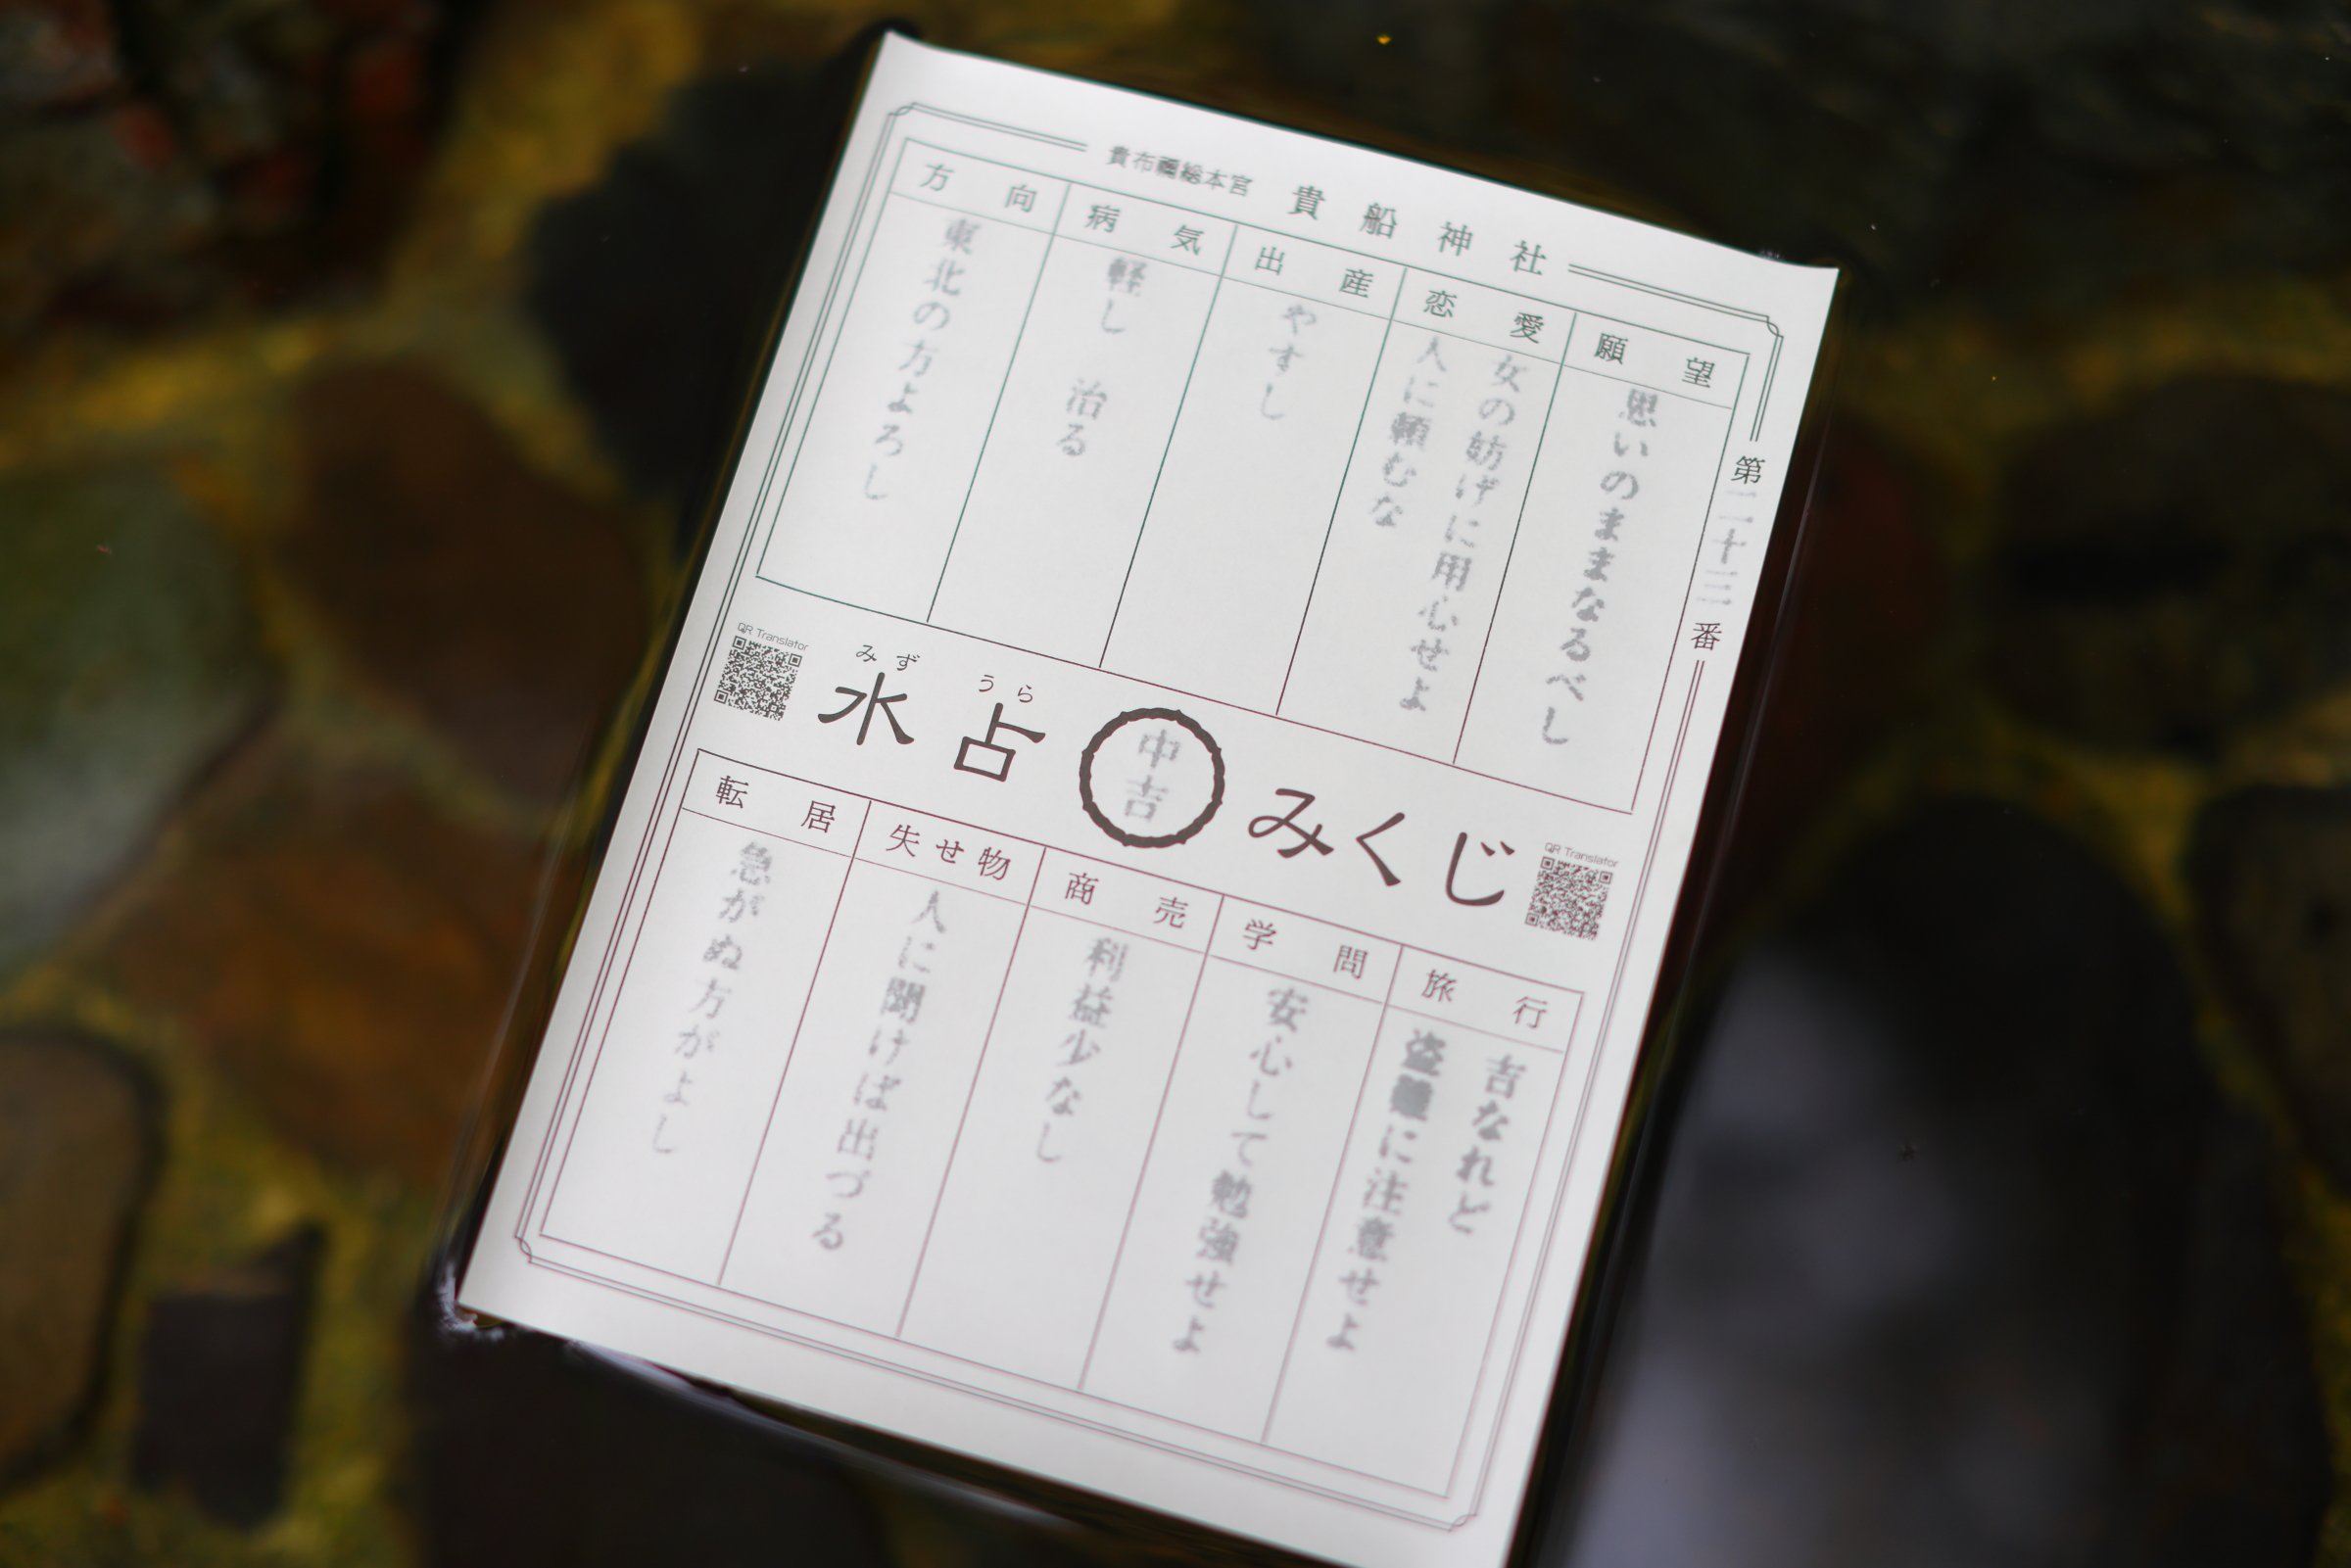 貴布禰総本宮 貴船神社
第二十三番
願望
思いのままなるべし
恋愛
女の妨げに用心せよ
人に頼むな
出産
やすし
病気
軽し 治る
方向
東北の方よろし
QR Translator
みず うら
水占 中吉 みくじ
QR Translator
旅行
吉なれど
盗難に注意せよ
学問
安心して勉強せよ
商売
利益少なし
失せ物
人に聞けば出づる
転居
急がぬ方がよし